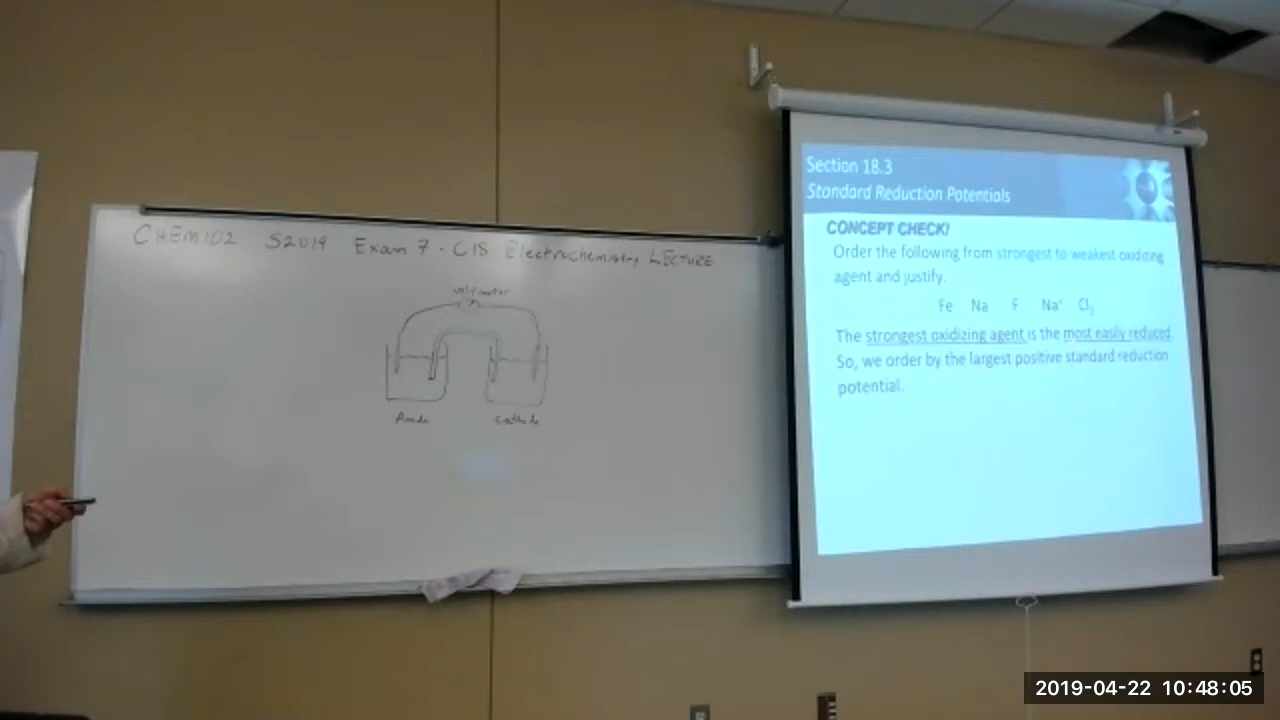 CHEM102 S2019 Exam 7 - C18 Electrochemistry LECTURE
voltmeter
Anode Cathode
Section 18.3
Standard Reduction Potentials
CONCEPT CHECK!
Order the following from strongest to weakest oxidizing
agent and justify.
Fe Na F⁻ Na⁺ Cl₂
The strongest oxidizing agent is the most easily reduced.
So, we order by the largest positive standard reduction
potential.
2019-04-22 10:48:05